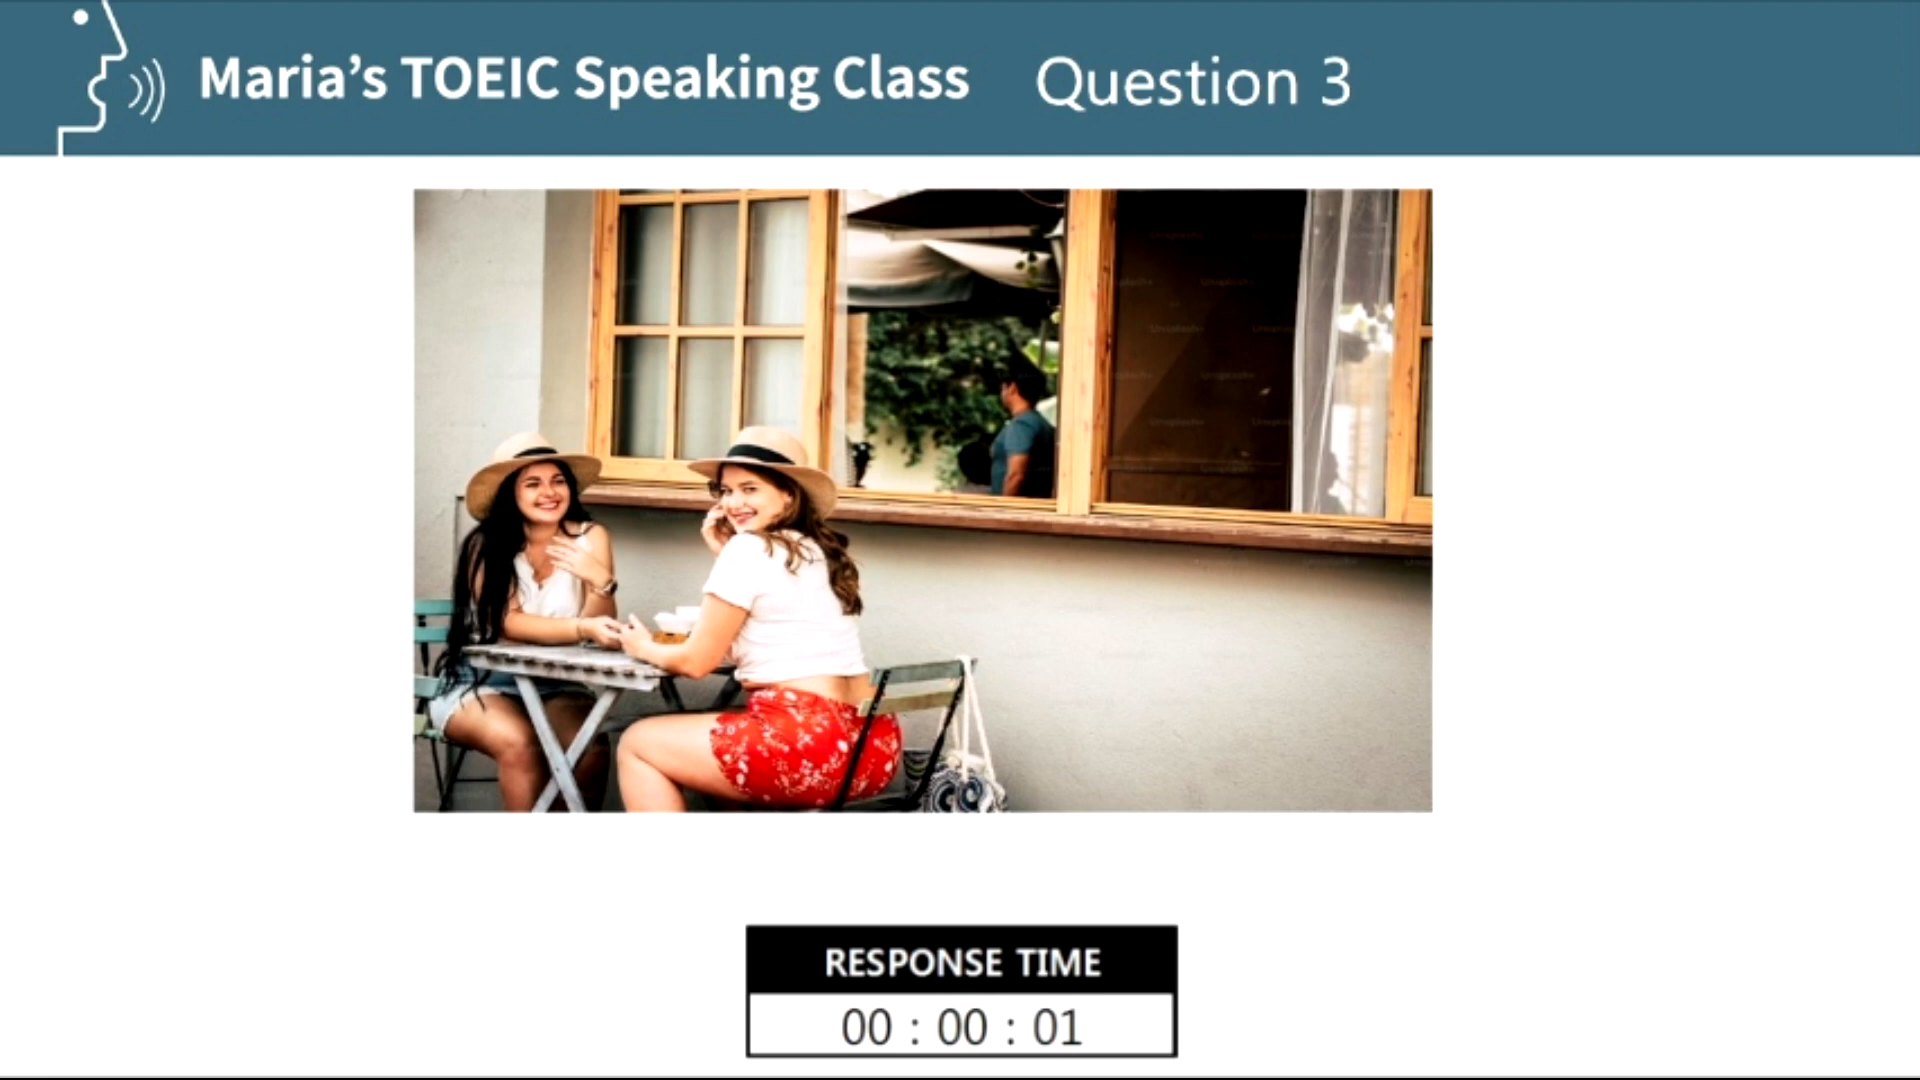 Maria's TOEIC Speaking Class Question 3
RESPONSE TIME
00 : 00 : 01